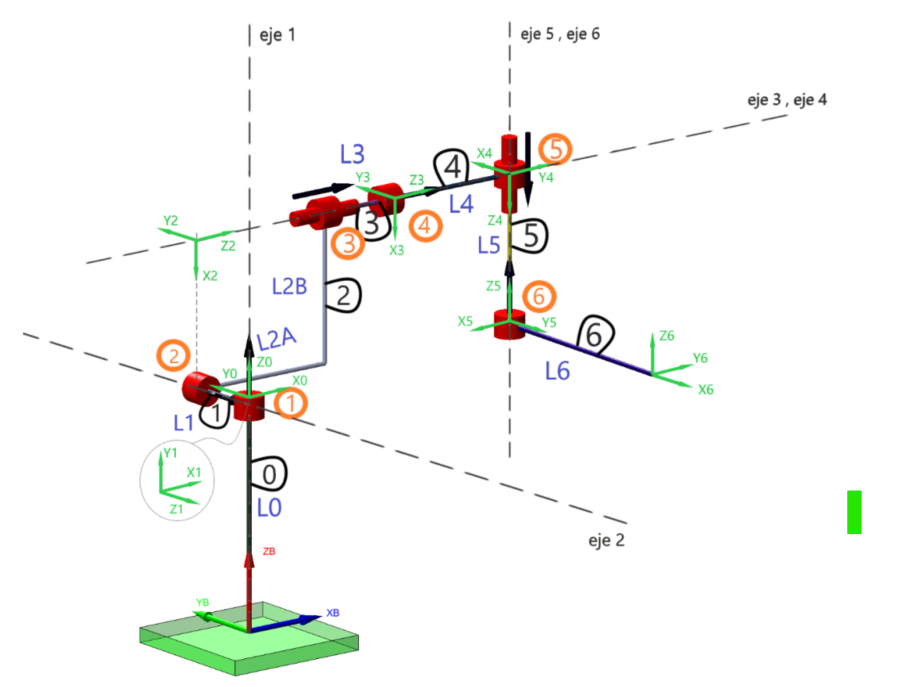 eje 1
eje 5 , eje 6
eje 3 , eje 4
L3
4
X4
5
Y3
Z3
Y4
3
L4
Y2
Z2
3
4
X3
Z4
L5
5
X2
L2B
2
Z5
6
L2A
X5
Y5
6
Z6
2
Z0
Y0
X0
L6
Y6
X6
1
1
L1
Y1
X1
Z1
0
L0
eje 2
ZB
YB
XB